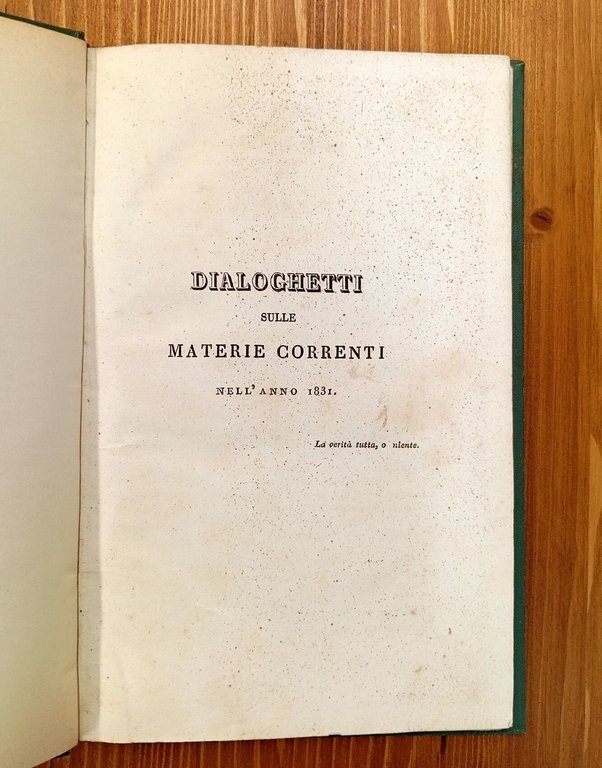 DIALOGHETTI
SULLE
MATERIE CORRENTI
NELL'ANNO 1831.
La verità tutta, o niente.